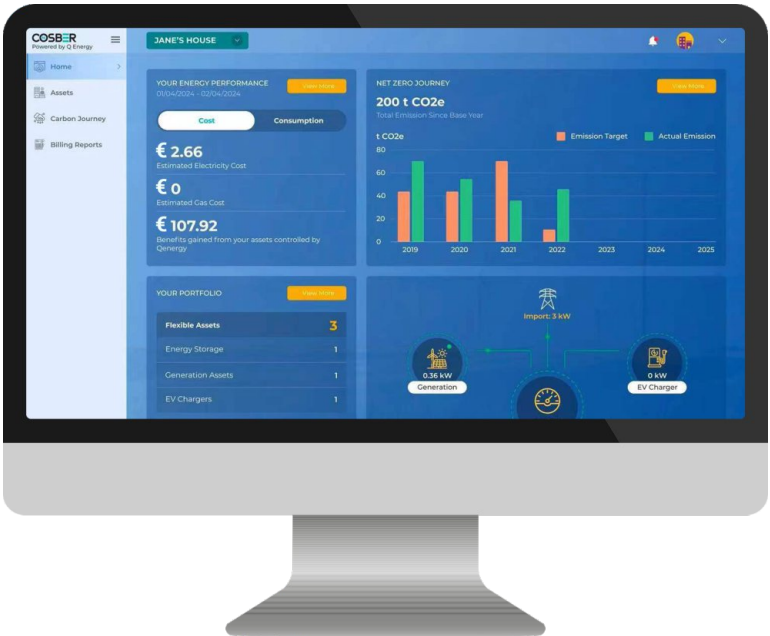 COSBER
Powered by Q Energy
Home
Assets
Carbon Journey
Billing Reports
JANE'S HOUSE
YOUR ENERGY PERFORMANCE
01/04/2024 - 02/04/2024
View More
Cost
Consumption
€ 2.66
Estimated Electricity Cost
€ 0
Estimated Gas Cost
€ 107.92
Benefits gained from your assets controlled by
Qenergy
NET ZERO JOURNEY
View More
200 t CO2e
Total Emission Since Base Year
t CO2e
Emission Target
Actual Emission
80
60
40
20
0
2019 2020 2021 2022 2023 2024 2025
YOUR PORTFOLIO
View More
Flexible Assets 3
Energy Storage 1
Generation Assets 1
EV Chargers 1
Import: 3 kW
0.36 kW
Generation
0 kW
EV Charger